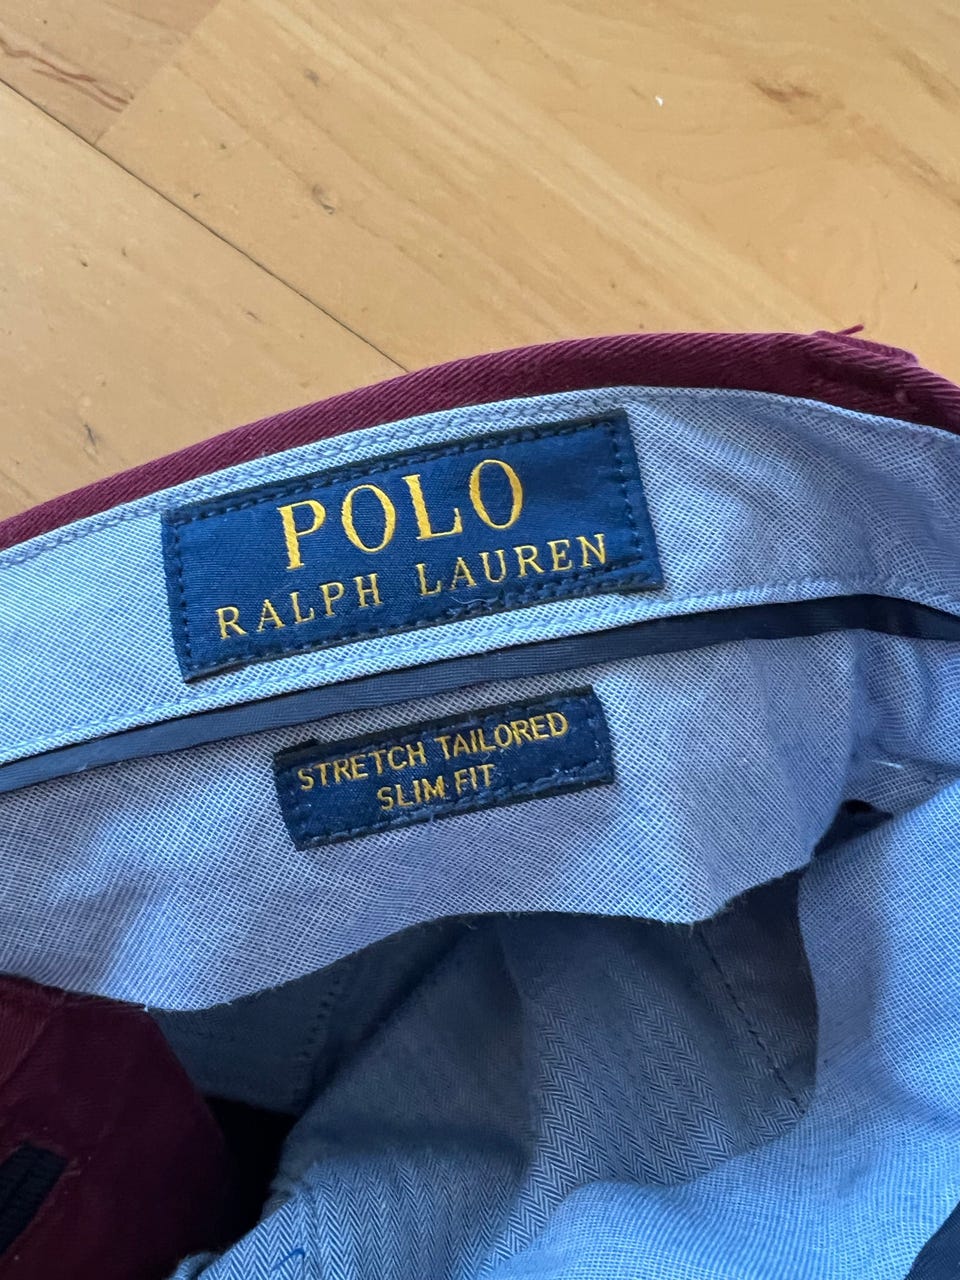 POLO
RALPH LAUREN
STRETCH TAILORED
SLIM FIT